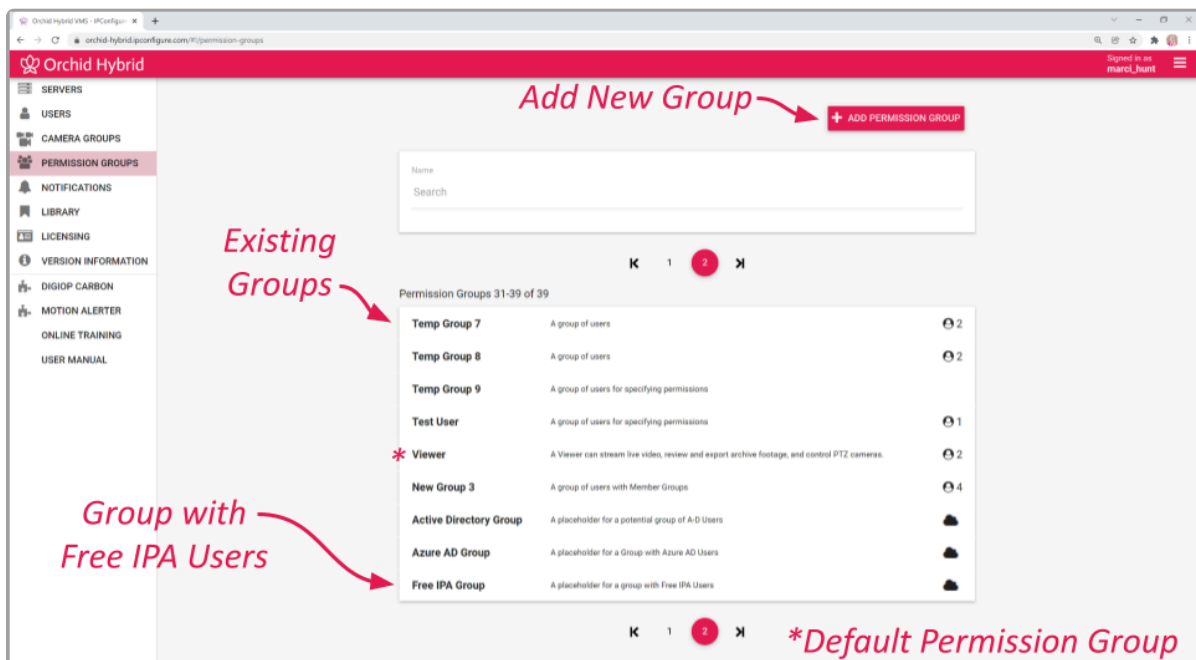 Orchid Hybrid VMS - IPConfigur
orchid-hybrid.ipconfigure.com/#!/permission-groups
Orchid Hybrid
Signed in as
marci_hunt
SERVERS
USERS
CAMERA GROUPS
PERMISSION GROUPS
NOTIFICATIONS
LIBRARY
LICENSING
VERSION INFORMATION
DIGIOP CARBON
MOTION ALERTER
ONLINE TRAINING
USER MANUAL
Add New Group
+ ADD PERMISSION GROUP
Name
Search
Existing
Groups
1 2
Permission Groups 31-39 of 39
Temp Group 7 A group of users 2
Temp Group 8 A group of users 2
Temp Group 9 A group of users for specifying permissions
Test User A group of users for specifying permissions 1
* Viewer A Viewer can stream live video, review and export archive footage, and control PTZ cameras. 2
New Group 3 A group of users with Member Groups 4
Active Directory Group A placeholder for a potential group of A-D Users
Azure AD Group A placeholder for a Group with Azure AD Users
Free IPA Group A placeholder for a group with Free IPA Users
Group with
Free IPA Users
1 2
*Default Permission Group